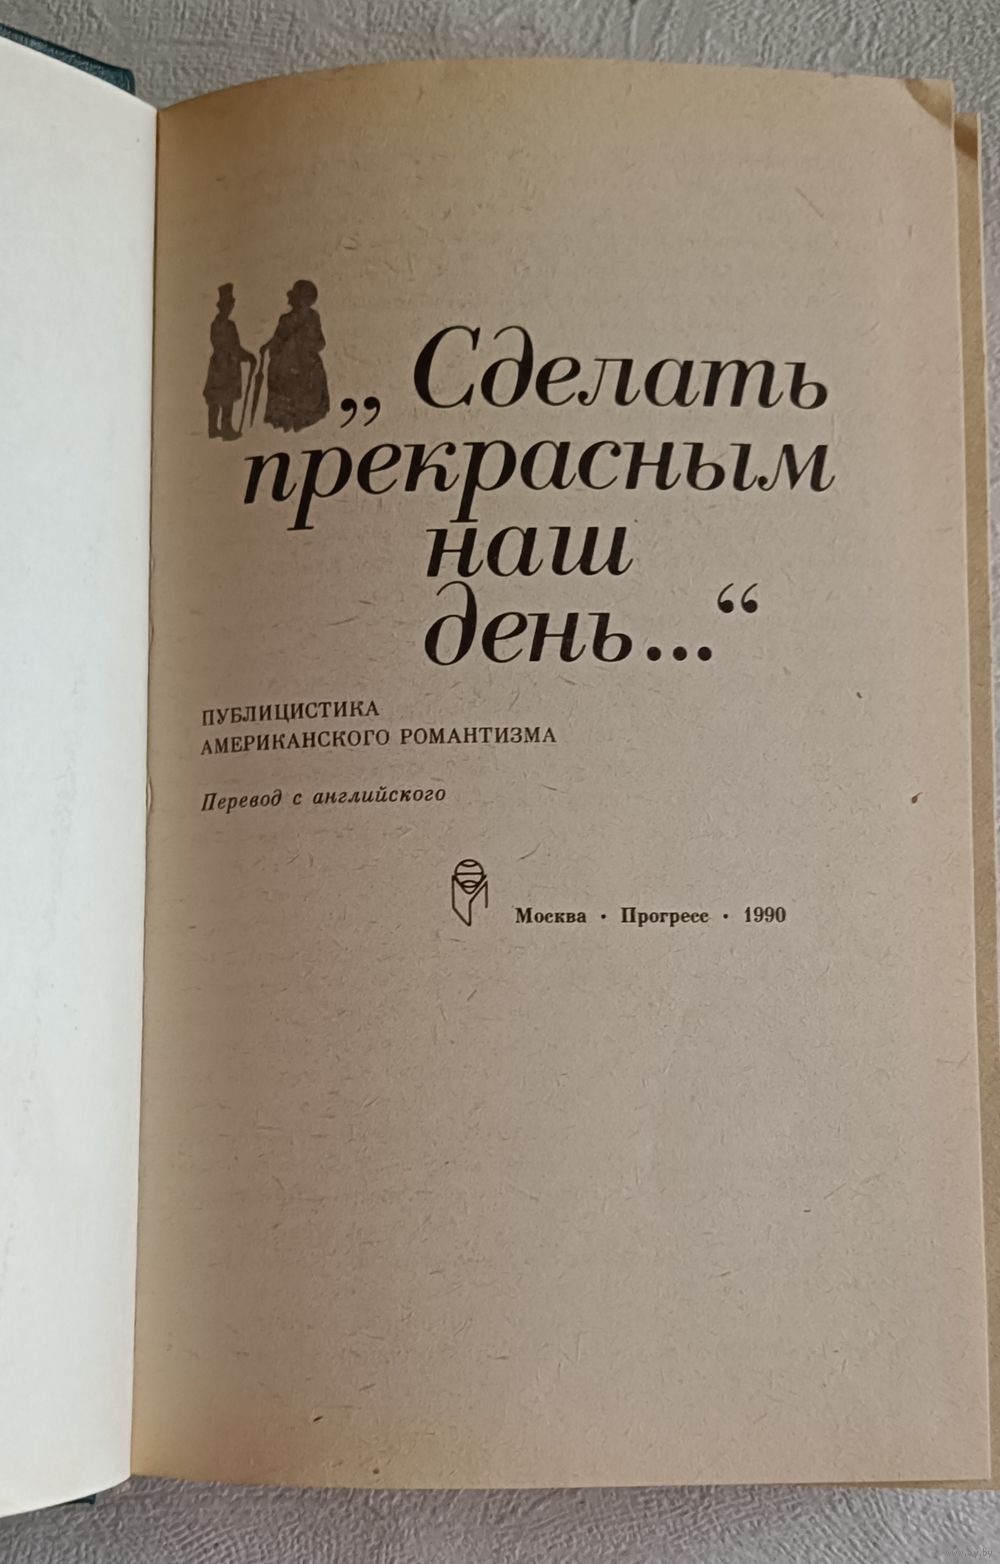 „Сделать
прекрасным
наш
день...“
ПУБЛИЦИСТИКА
АМЕРИКАНСКОГО РОМАНТИЗМА
Перевод с английского
Москва · Прогресс · 1990